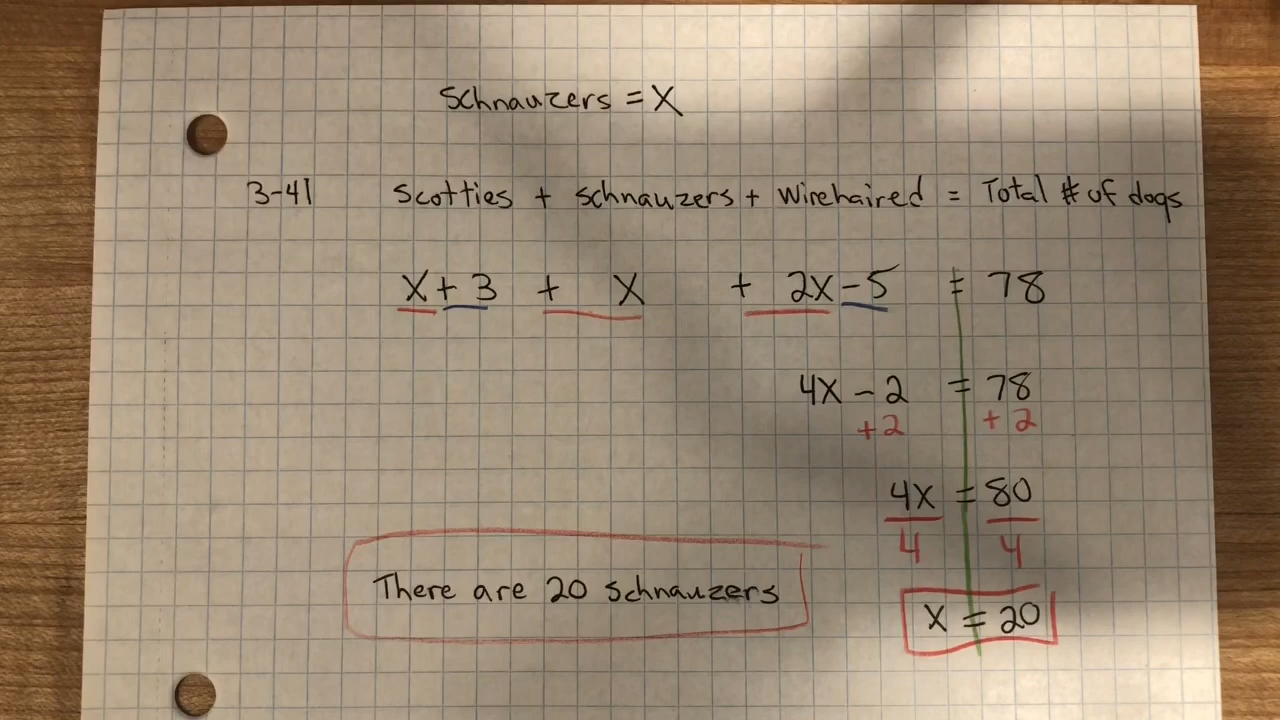 Schnauzers = X
3-41 Scotties + schnauzers + Wirehaired = Total # of dogs
X + 3 + X + 2X - 5 = 78
4X - 2 = 78
+2 +2
4X = 80
4 4
There are 20 Schnauzers
X = 20